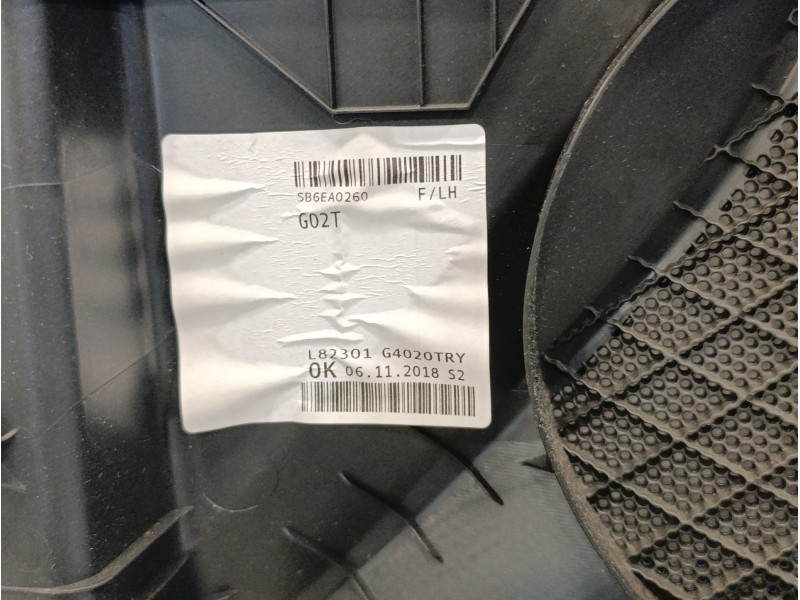 SB6EA0260 F/LH
G02T
L82301 G4020TRY
OK 06.11.2018 S2